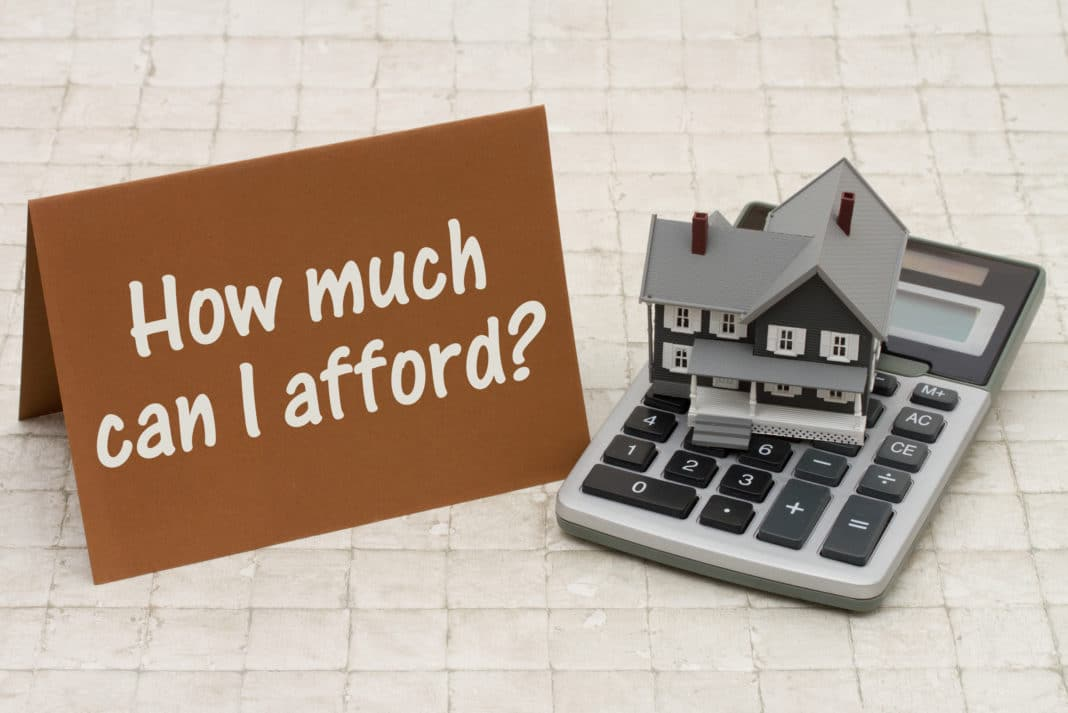 How much
can I afford?
M+
AC
CE
4
6
÷
1
2
3
−
0
.
+
=